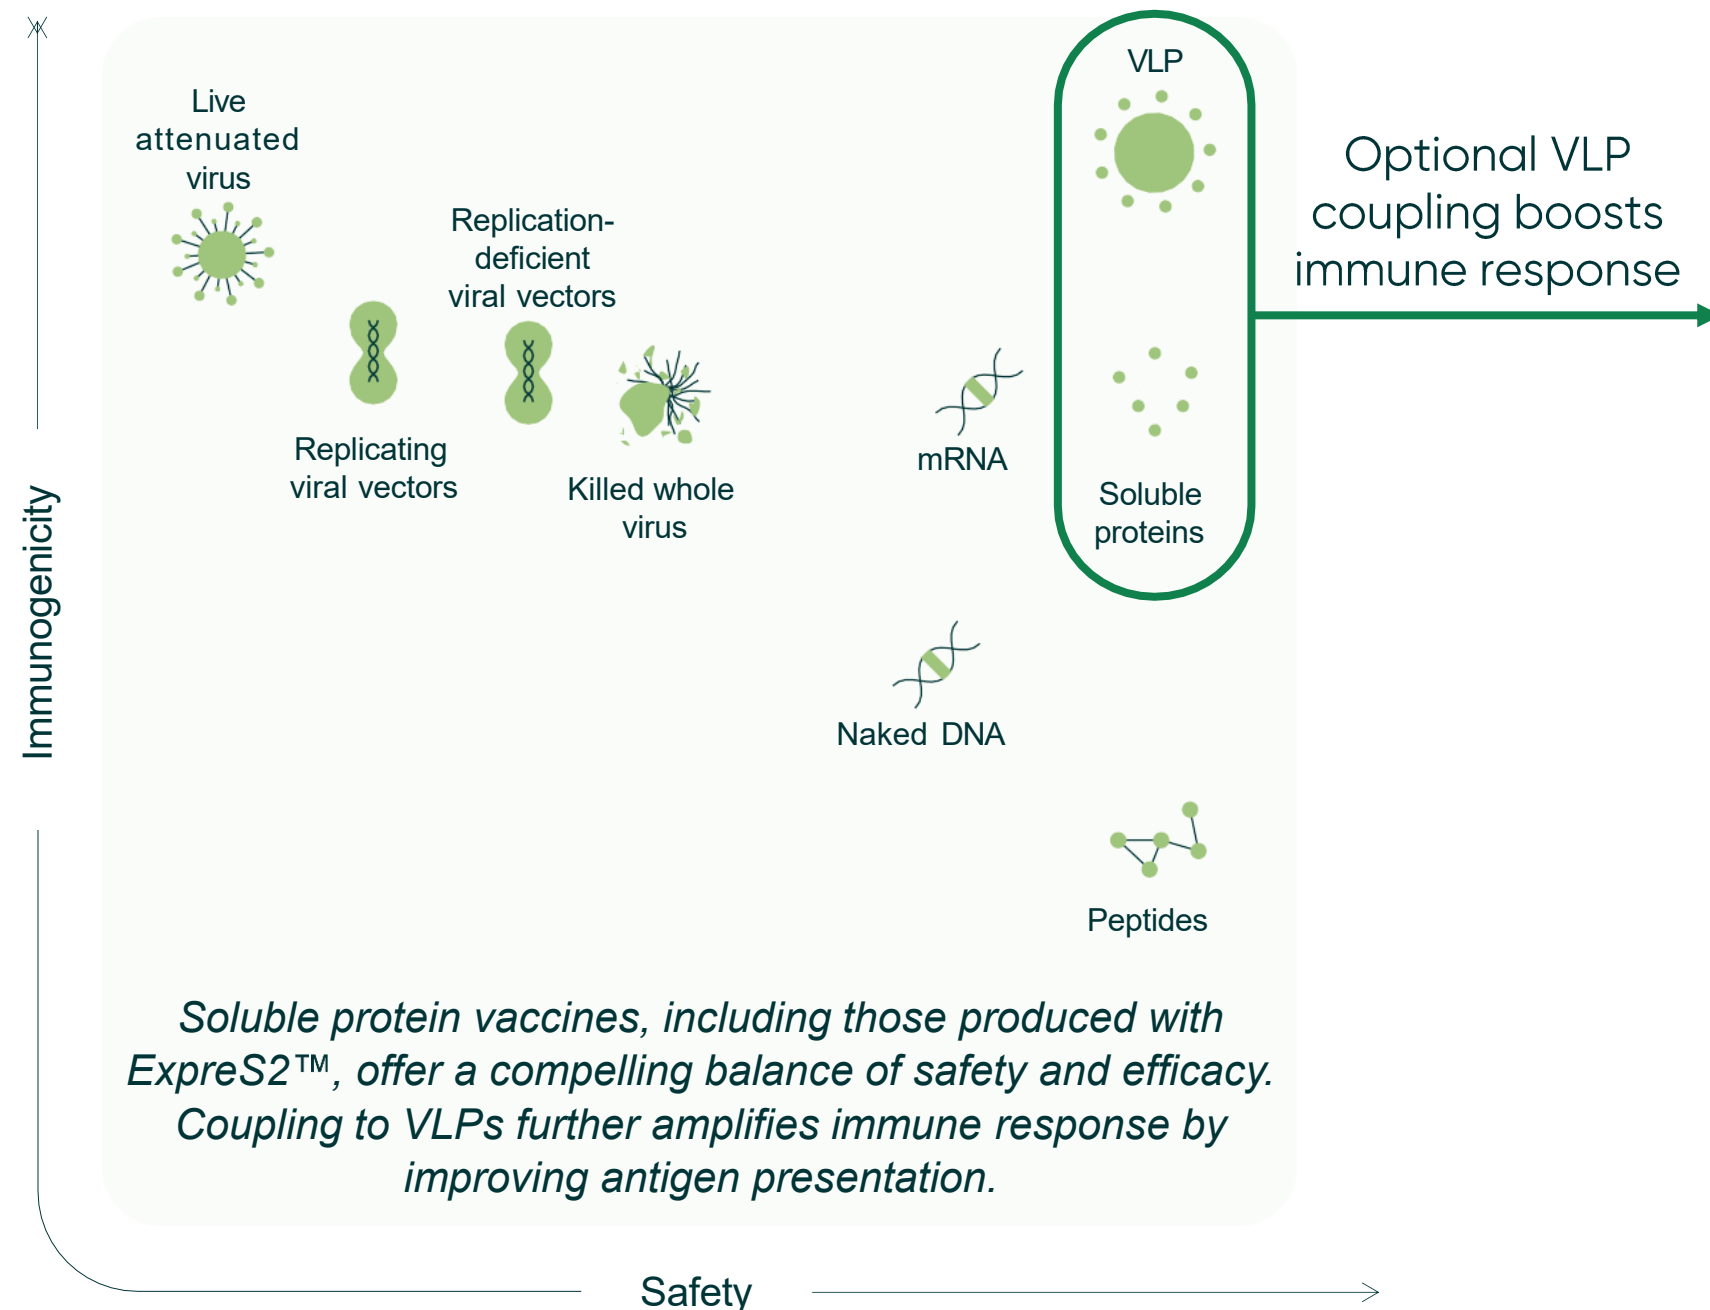 VLP
Live
attenuated
virus
Optional VLP
coupling boosts
immune response
Replication-
deficient
viral vectors
Replicating
viral vectors
mRNA
Killed whole
virus
Soluble
proteins
Immunogenicity
Naked DNA
Peptides
Soluble protein vaccines, including those produced with
ExpreS2™, offer a compelling balance of safety and efficacy.
Coupling to VLPs further amplifies immune response by
improving antigen presentation.
Safety